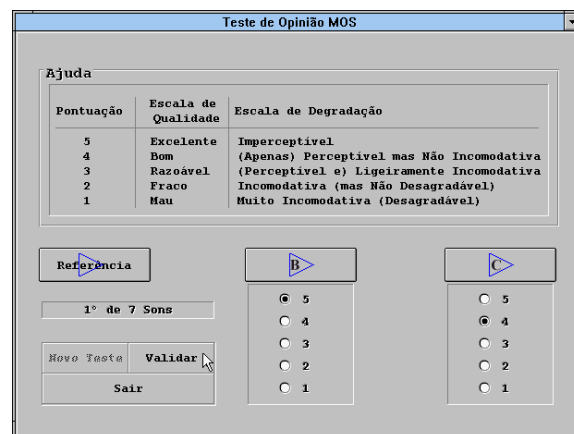 Teste de Opinião MOS
Ajuda
Pontuação Escala de Qualidade Escala de Degradação
5 Excelente Imperceptível
4 Bom (Apenas) Perceptível mas Não Incomodativa
3 Razoável (Perceptível e) Ligeiramente Incomodativa
2 Fraco Incomodativa (mas Não Desagradável)
1 Mau Muito Incomodativa (Desagradável)
Referência B C
1º de 7 Sons
5 5
4 4
3 3
2 2
1 1
Novo Teste Validar
Sair